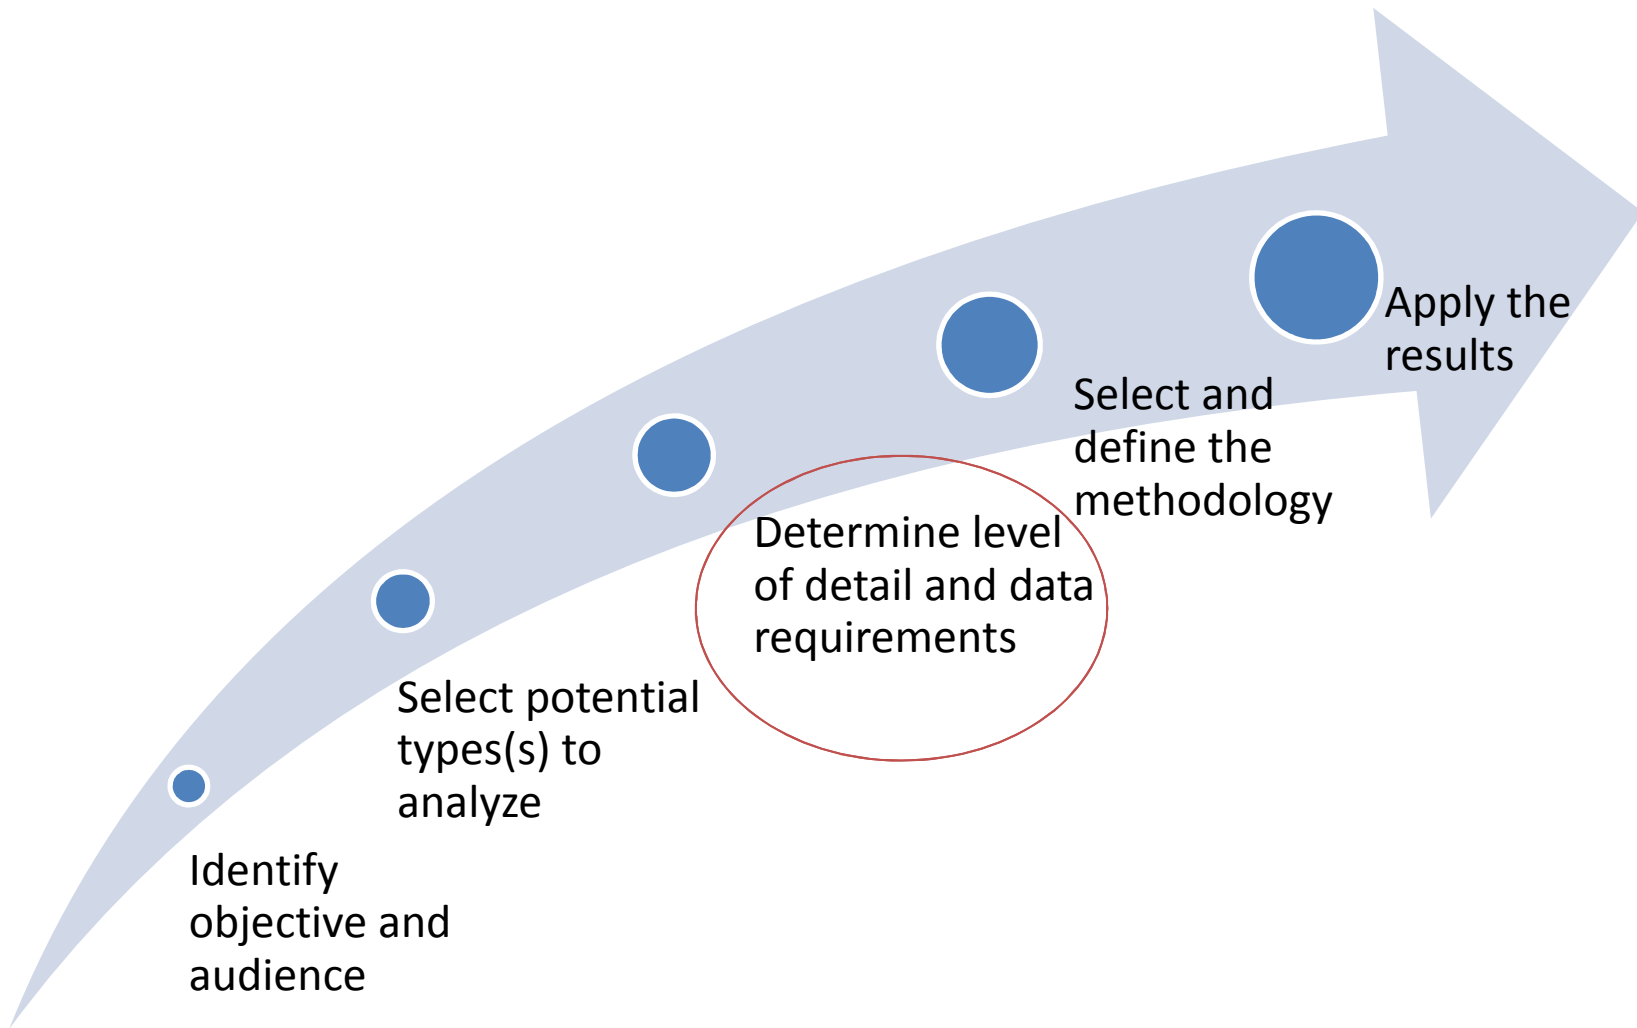 Identify
objective and
audience
Select potential
types(s) to
analyze
Determine level
of detail and data
requirements
Select and
define the
methodology
Apply the
results